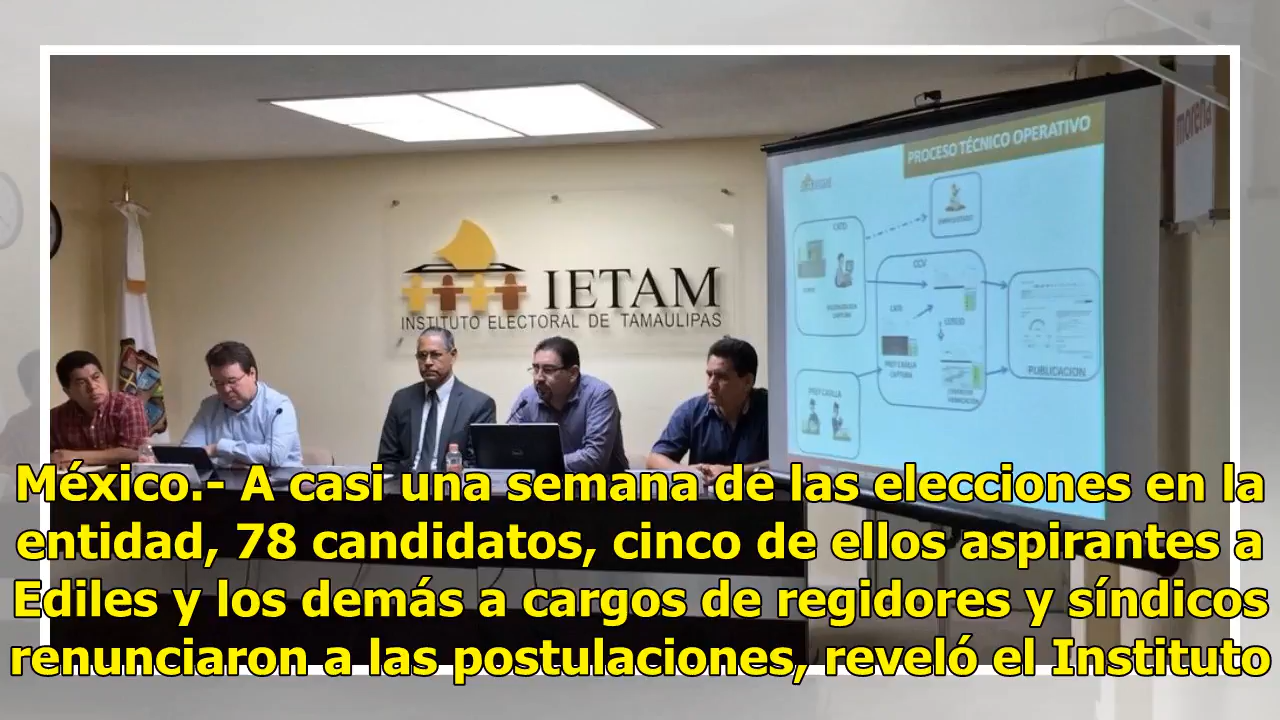 morena
PROCESO TÉCNICO OPERATIVO
CCV
PUBLICACION
IETAM
INSTITUTO ELECTORAL DE TAMAULIPAS
México.- A casi una semana de las elecciones en la
entidad, 78 candidatos, cinco de ellos aspirantes a
Ediles y los demás a cargos de regidores y síndicos
renunciaron a las postulaciones, reveló el Instituto